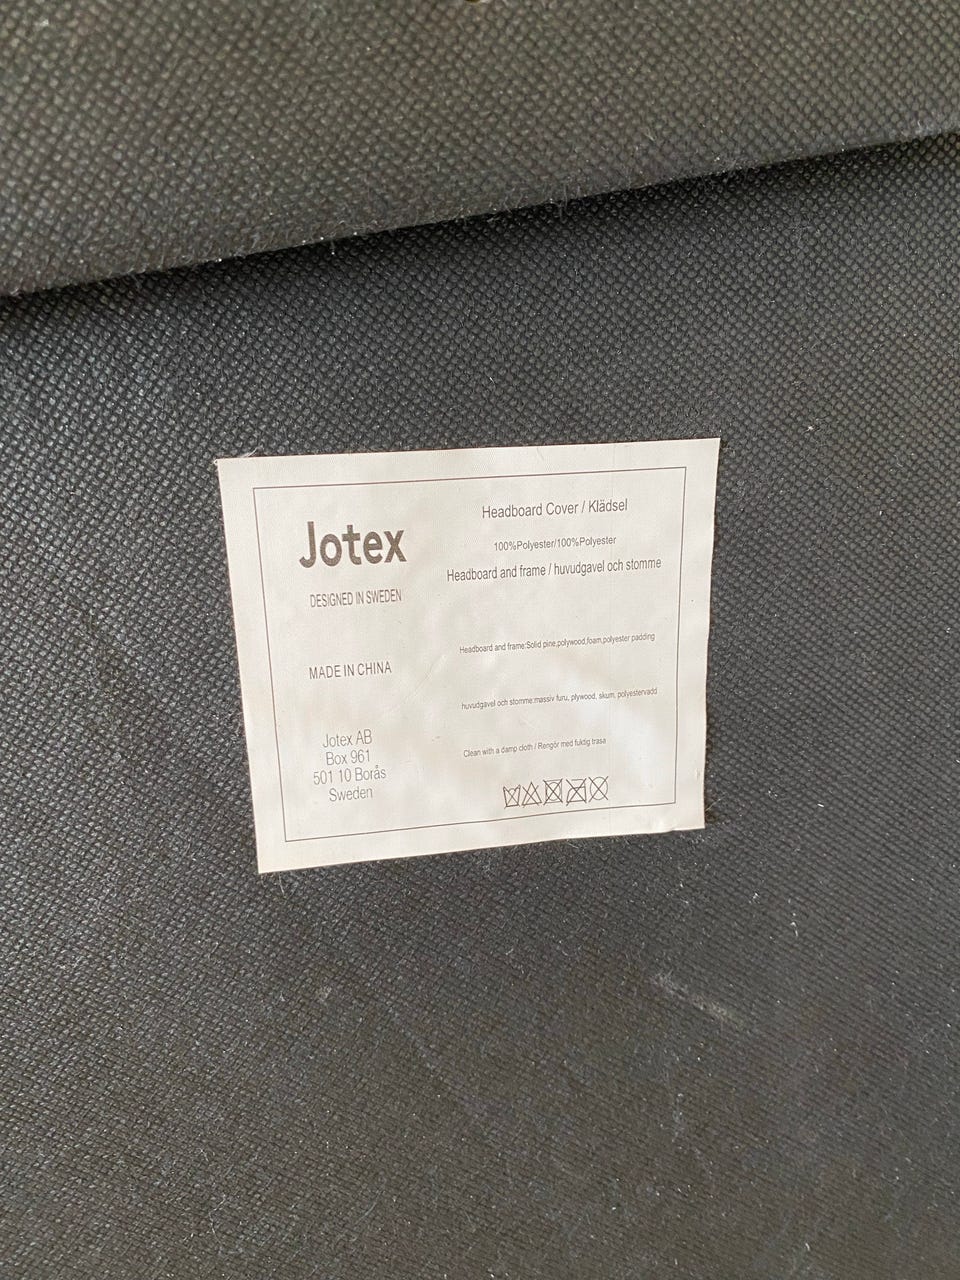 Jotex
DESIGNED IN SWEDEN
MADE IN CHINA
Jotex AB
Box 961
501 10 Borås
Sweden
Headboard Cover / Klädsel
100%Polyester/100%Polyester
Headboard and frame / huvudgavel och stomme
Headboard and frame:Solid pine,polywood,foam,polyester padding
huvudgavel och stomme:massiv furu, plywood, skum, polyestervadd
Clean with a damp cloth / Rengör med fuktig trasa